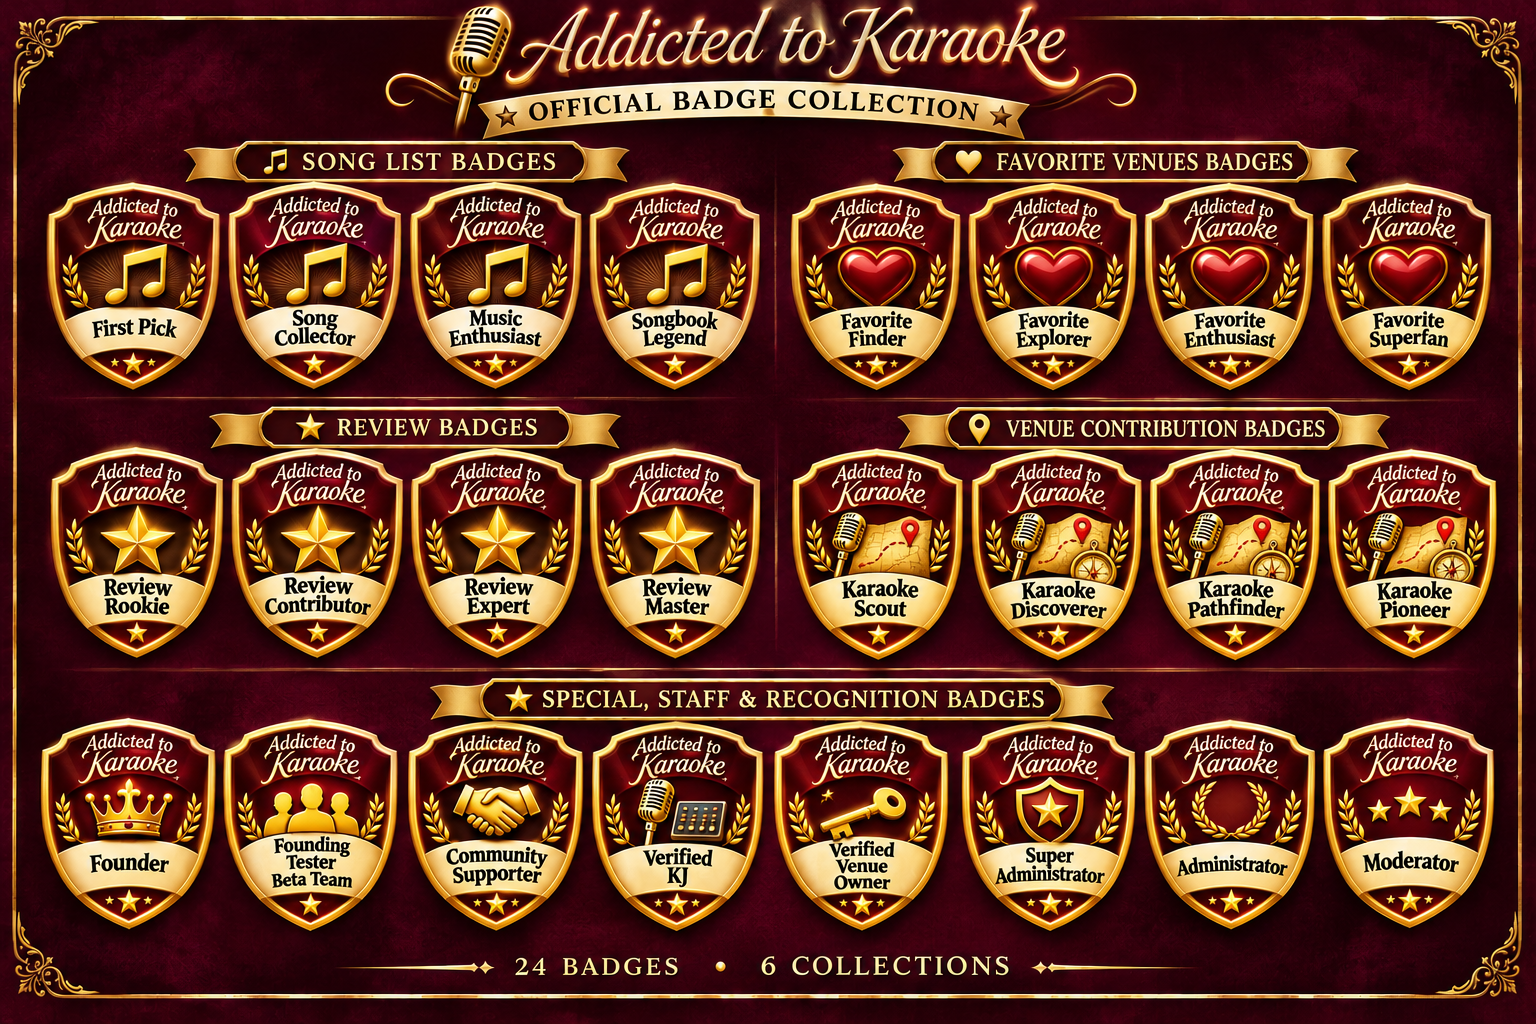 Addicted to Karaoke
OFFICIAL BADGE COLLECTION
SONG LIST BADGES
Addicted to
Karaoke
First Pick
Addicted to
Karaoke
Song
Collector
Addicted to
Karaoke
Music
Enthusiast
Addicted to
Karaoke
Songbook
Legend
FAVORITE VENUES BADGES
Addicted to
Karaoke
Favorite
Finder
Addicted to
Karaoke
Favorite
Explorer
Addicted to
Karaoke
Favorite
Enthusiast
Addicted to
Karaoke
Favorite
Superfan
REVIEW BADGES
Addicted to
Karaoke
Review
Rookie
Addicted to
Karaoke
Review
Contributor
Addicted to
Karaoke
Review
Expert
Addicted to
Karaoke
Review
Master
VENUE CONTRIBUTION BADGES
Addicted to
Karaoke
Karaoke
Scout
Addicted to
Karaoke
Karaoke
Discoverer
Addicted to
Karaoke
Karaoke
Pathfinder
Addicted to
Karaoke
Karaoke
Pioneer
SPECIAL, STAFF & RECOGNITION BADGES
Addicted to
Karaoke
Founder
Addicted to
Karaoke
Founding
Tester
Beta Team
Addicted to
Karaoke
Community
Supporter
Addicted to
Karaoke
Verified
KJ
Addicted to
Karaoke
Verified
Venue
Owner
Addicted to
Karaoke
Super
Administrator
Addicted to
Karaoke
Administrator
Addicted to
Karaoke
Moderator
24 BADGES • 6 COLLECTIONS